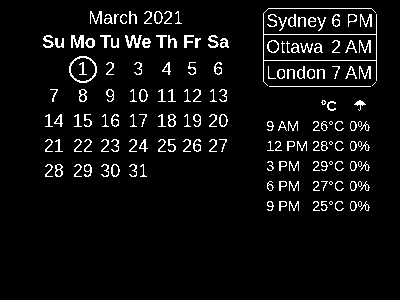 March 2021
Su Mo Tu We Th Fr Sa
1 2 3 4 5 6
7 8 9 10 11 12 13
14 15 16 17 18 19 20
21 22 23 24 25 26 27
28 29 30 31
Sydney 6 PM
Ottawa 2 AM
London 7 AM
°C ☂
9 AM 26°C 0%
12 PM 28°C 0%
3 PM 29°C 0%
6 PM 27°C 0%
9 PM 25°C 0%